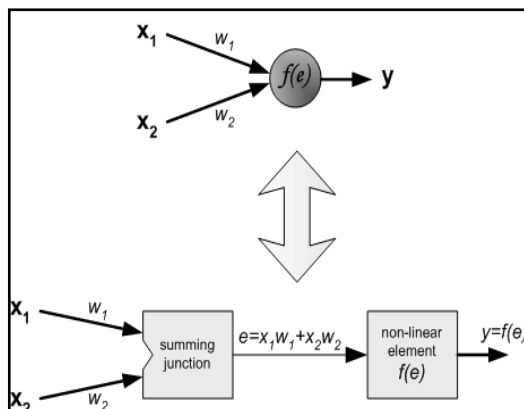 x₁
w₁
f(e)
y
x₂
w₂
x₁
w₁
summing
junction
e=x₁w₁+x₂w₂
non-linear
element
f(e)
y=f(e)
x₂
w₂